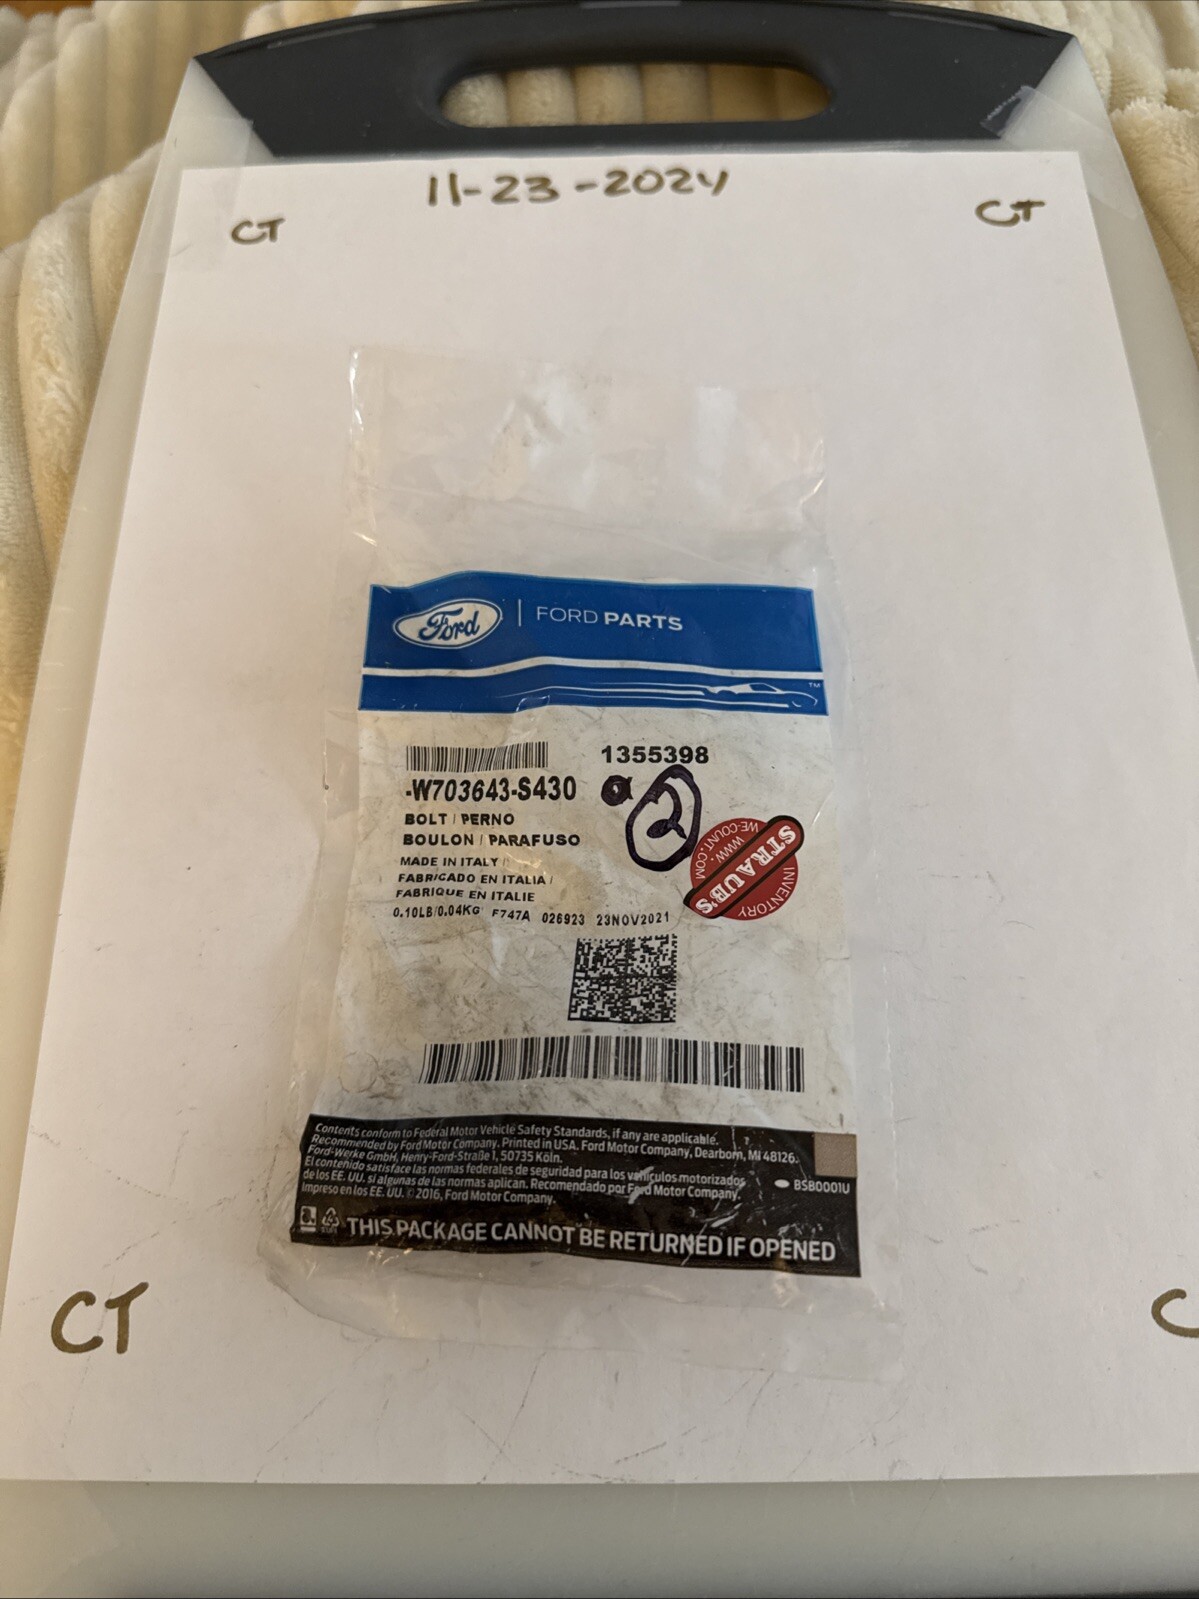 11-23-2024
CT
CT
Ford | FORD PARTS
TM
1355398
-W703643-S430
2
BOLT / PERNO
BOULON / PARAFUSO
MADE IN ITALY /
FABRICADO EN ITALIA /
FABRIQUE EN ITALIE
0.10LB/0.04KG F747A 026923 23NOV2021
STRAUB'S
INVENTORY
WWW.
WE-COUNT.COM
Contents conform to Federal Motor Vehicle Safety Standards, if any are applicable.
Recommended by Ford Motor Company. Printed in USA. Ford Motor Company, Dearborn, MI 48126.
Ford-Werke GmbH, Henry-Ford-Straße 1, 50735 Köln.
El contenido satisface las normas federales de seguridad para los vehículos motorizados
de los EE. UU. si algunas de las normas aplican. Recomendado por Ford Motor Company.
Impreso en los EE. UU. © 2016, Ford Motor Company.
BSB0001U
THIS PACKAGE CANNOT BE RETURNED IF OPENED
CT
C